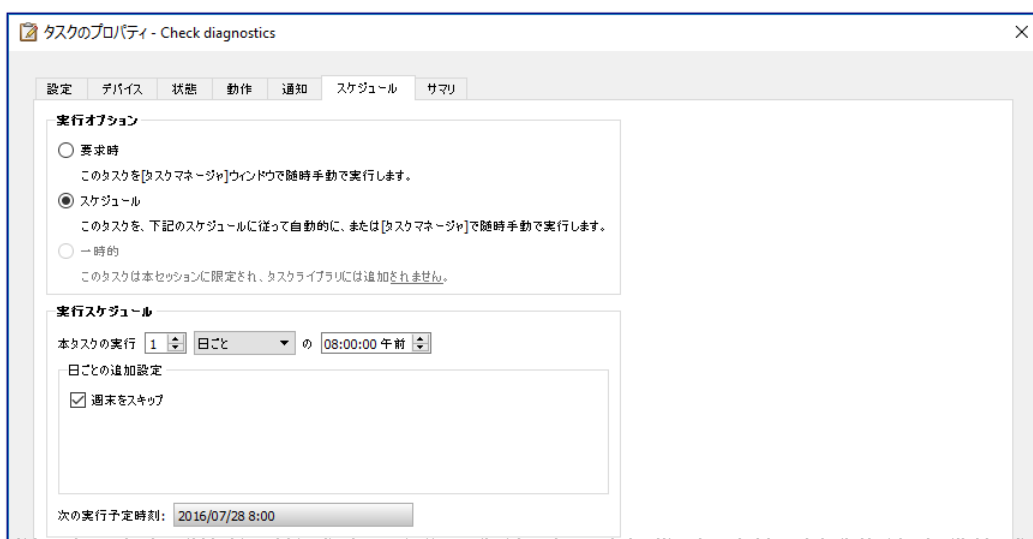 タスクのプロパティ - Check diagnostics
設定 デバイス 状態 動作 通知 スケジュール サマリ
実行オプション
要求時
このタスクを[タスクマネージャ]ウィンドウで随時手動で実行します。
スケジュール
このタスクを、下記のスケジュールに従って自動的に、または[タスクマネージャ]で随時手動で実行します。
一時的
このタスクは本セッションに限定され、タスクライブラリには追加されません。
実行スケジュール
本タスクの実行 1 日ごと の 08:00:00 午前
日ごとの追加設定
週末をスキップ
次の実行予定時刻: 2016/07/28 8:00